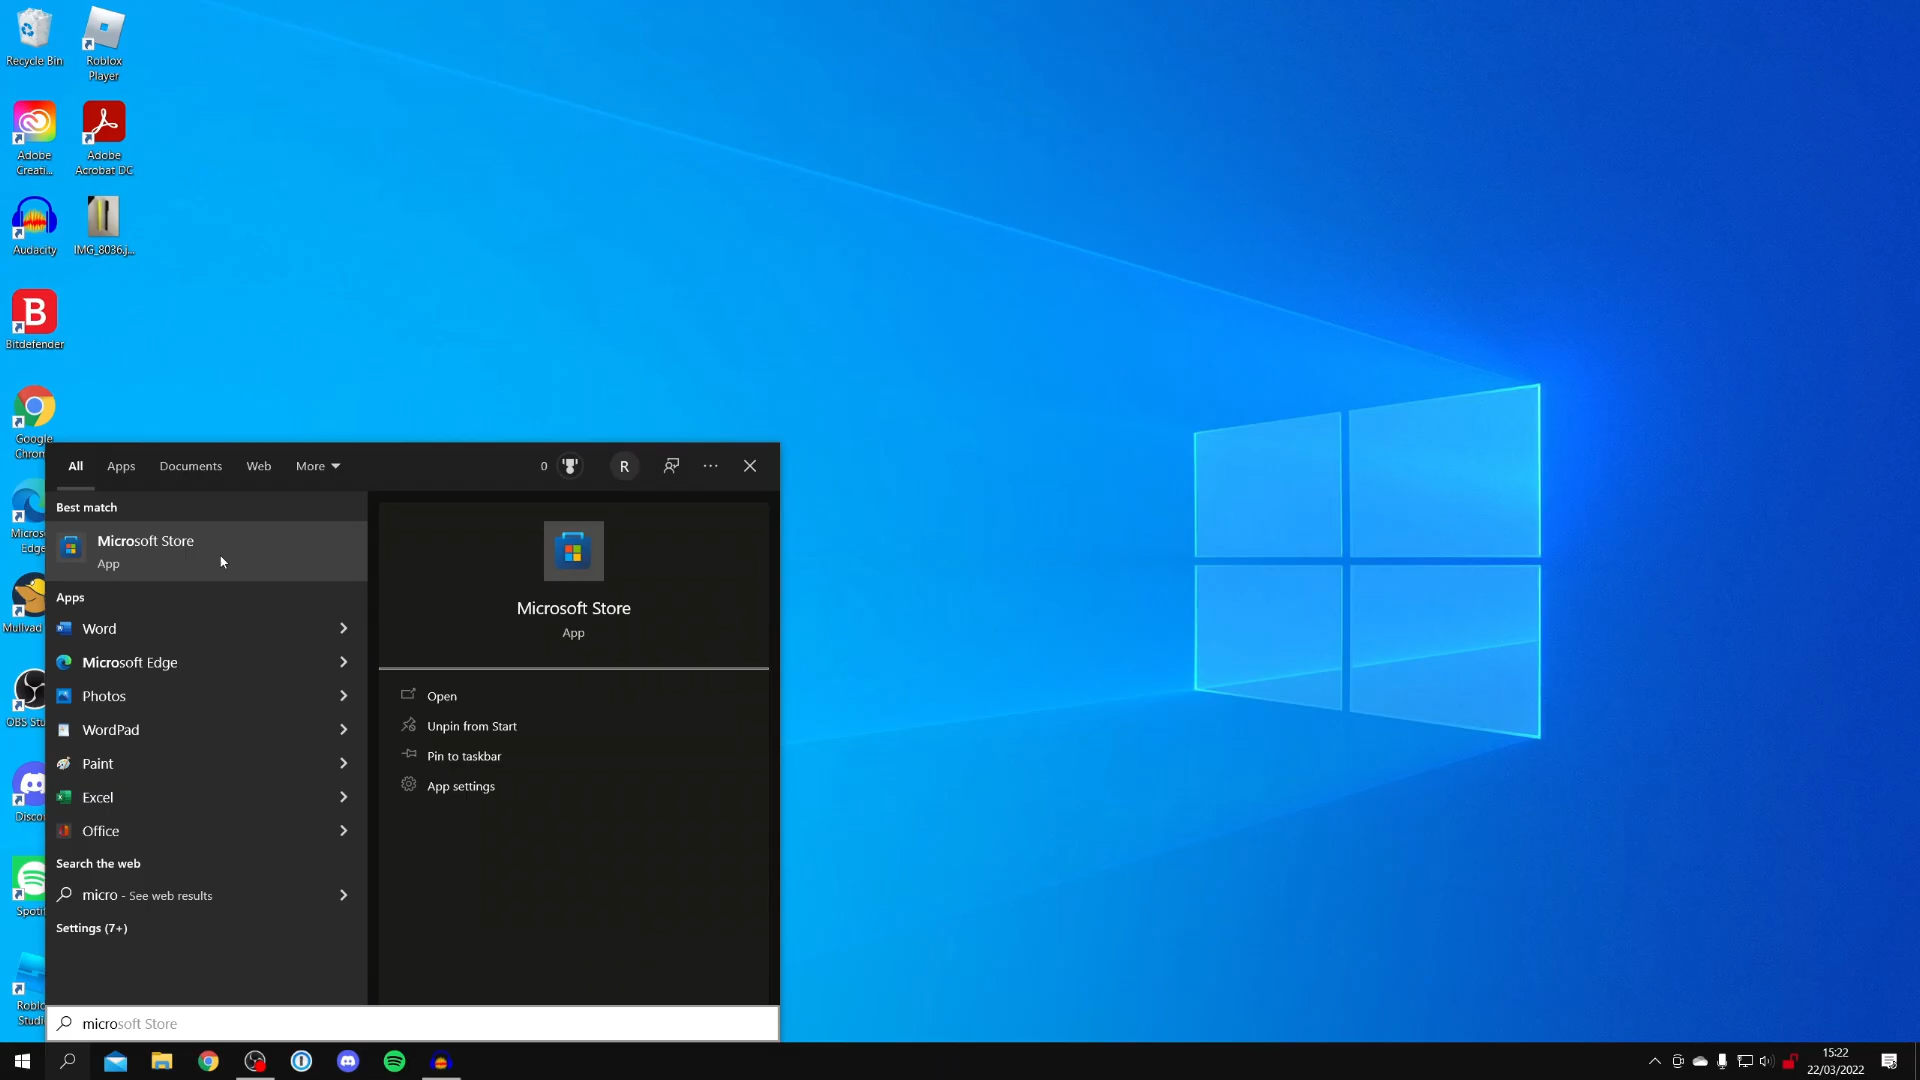 Recycle Bin
Roblox
Player
Adobe
Creati...
Adobe
Acrobat DC
Audacity
IMG_8036.j...
B
Bitdefender
Google
Chrom
Micros
Edge
Mullvad
OBS Stu
Disco
Spoti
Roblo
Studi
All
Apps
Documents
Web
More
0
R
Best match
Microsoft Store
App
Apps
Word
Microsoft Edge
Photos
WordPad
Paint
Excel
Office
Search the web
micro - See web results
Settings (7+)
Microsoft Store
App
Open
Unpin from Start
Pin to taskbar
App settings
microsoft Store
15:22
22/03/2022